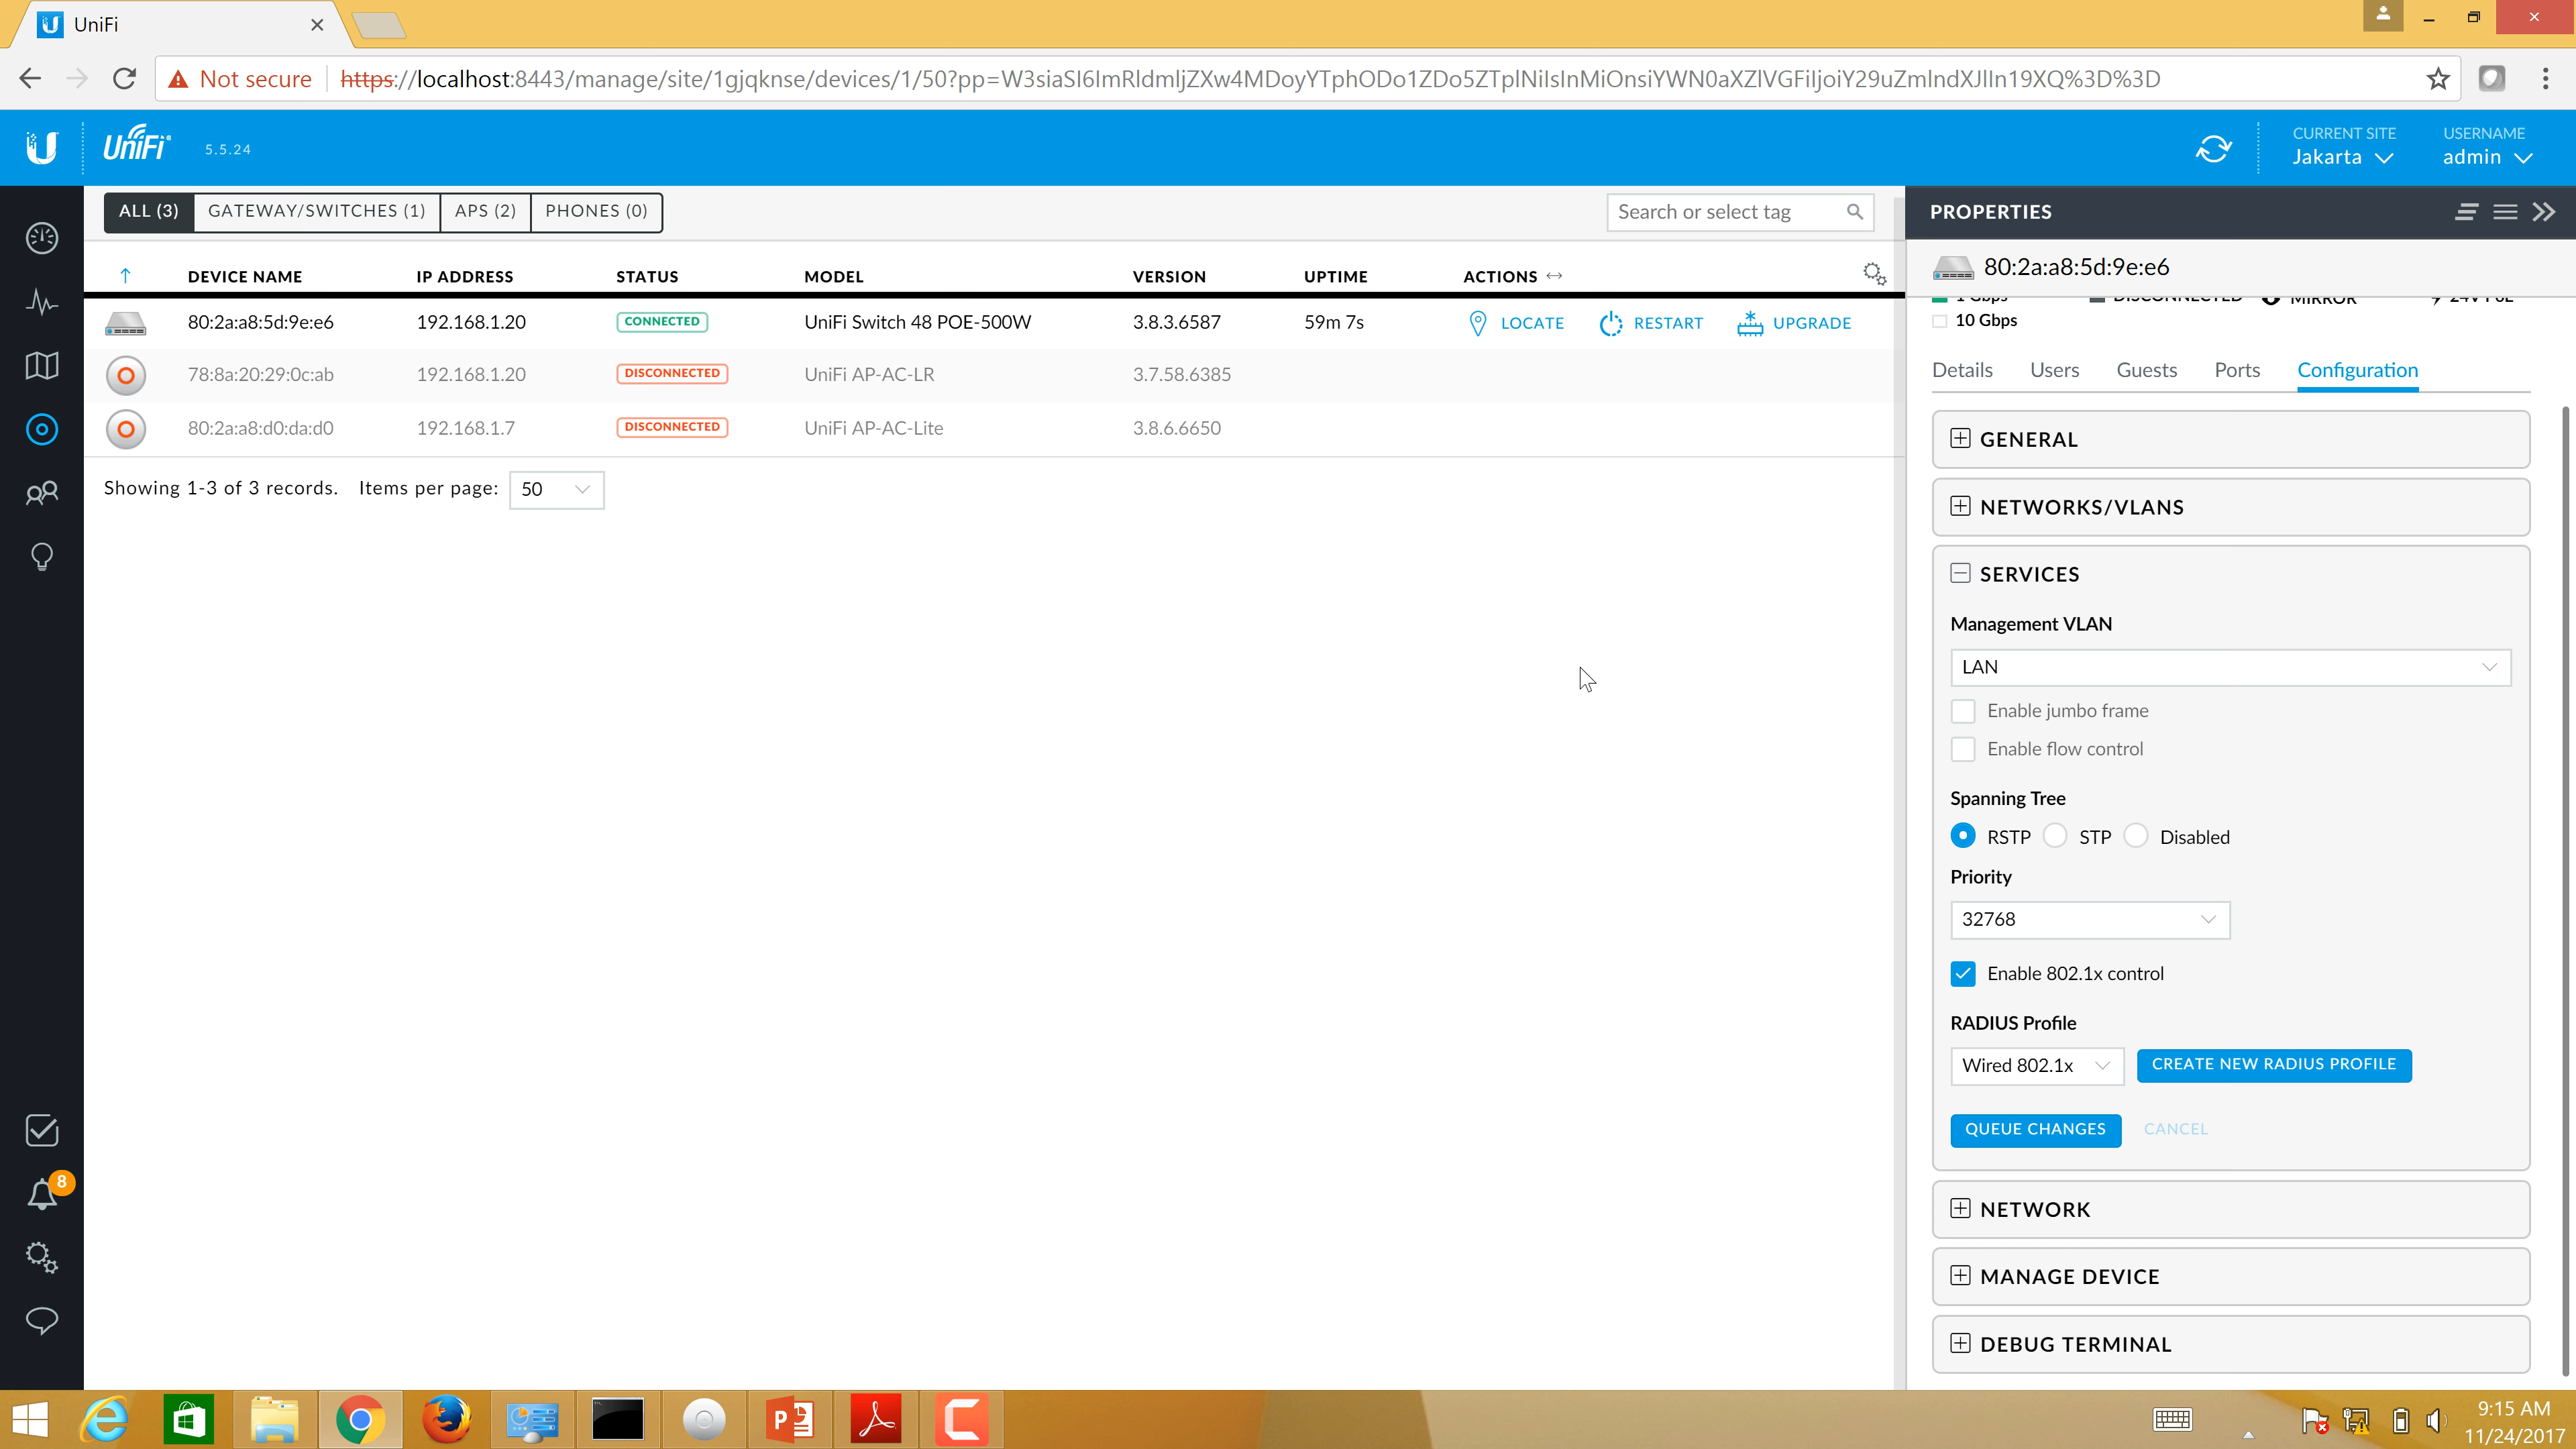 UniFi
Not secure https://localhost:8443/manage/site/1gjqknse/devices/1/50?pp=W3siaSI6ImRldmljZXw4MDoyYTphODo1ZDo5ZTplNiIsInMiOnsiYWN0aXZlVGFiIjoiY29uZmlndXJlIn19XQ%3D%3D
UniFi 5.5.24
CURRENT SITE
Jakarta
USERNAME
admin
ALL (3) GATEWAY/SWITCHES (1) APS (2) PHONES (0)
Search or select tag
DEVICE NAME IP ADDRESS STATUS MODEL VERSION UPTIME ACTIONS
80:2a:a8:5d:9e:e6 192.168.1.20 CONNECTED UniFi Switch 48 POE-500W 3.8.3.6587 59m 7s LOCATE RESTART UPGRADE
78:8a:20:29:0c:ab 192.168.1.20 DISCONNECTED UniFi AP-AC-LR 3.7.58.6385
80:2a:a8:d0:da:d0 192.168.1.7 DISCONNECTED UniFi AP-AC-Lite 3.8.6.6650
Showing 1-3 of 3 records. Items per page: 50
PROPERTIES
80:2a:a8:5d:9e:e6
1 Gbps DISCONNECTED MIRROR 24V PoE
10 Gbps
Details Users Guests Ports Configuration
GENERAL
NETWORKS/VLANS
SERVICES
Management VLAN
LAN
Enable jumbo frame
Enable flow control
Spanning Tree
RSTP STP Disabled
Priority
32768
Enable 802.1x control
RADIUS Profile
Wired 802.1x CREATE NEW RADIUS PROFILE
QUEUE CHANGES CANCEL
NETWORK
MANAGE DEVICE
DEBUG TERMINAL
8
9:15 AM
11/24/2017